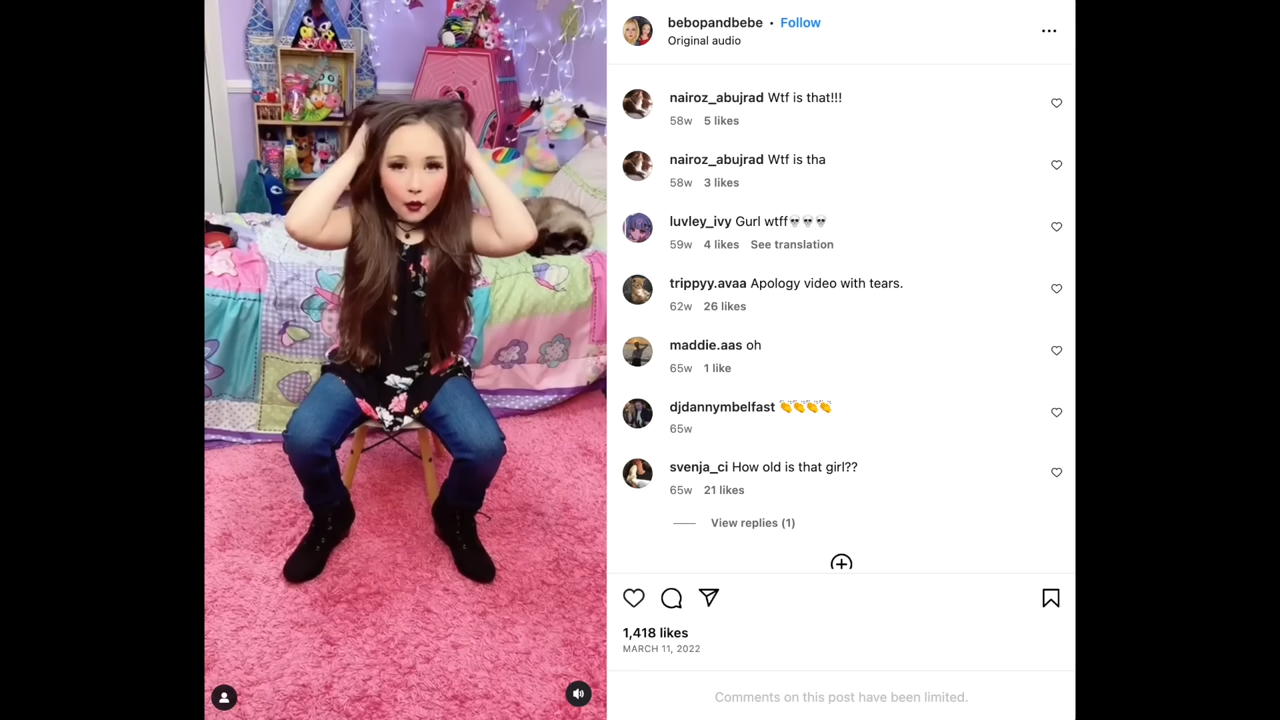 bebopandbebe • Follow
Original audio
nairoz_abujrad Wtf is that!!!
58w 5 likes
nairoz_abujrad Wtf is tha
58w 3 likes
luvley_ivy Gurl wtff💀💀💀
59w 4 likes See translation
trippyy.avaa Apology video with tears.
62w 26 likes
maddie.aas oh
65w 1 like
djdannymbelfast 👏👏👏👏
65w
svenja_ci How old is that girl??
65w 21 likes
View replies (1)
1,418 likes
MARCH 11, 2022
Comments on this post have been limited.